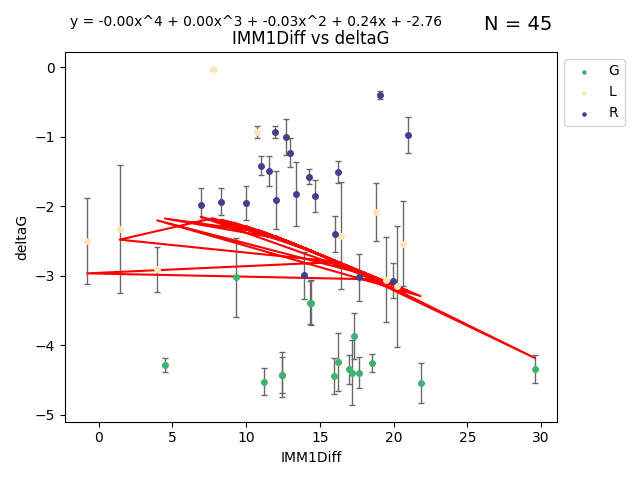 y = -0.00x^4 + 0.00x^3 + -0.03x^2 + 0.24x + -2.76
N = 45
IMM1Diff vs deltaG
G
L
R
deltaG
0
−1
−2
−3
−4
−5
0 5 10 15 20 25 30
IMM1Diff